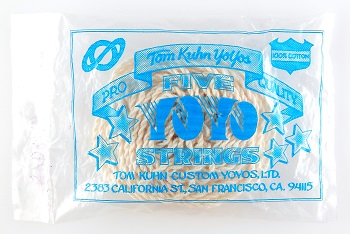 Tom Kuhn YoYos
100% COTTON
PRO QUALITY
FIVE
YOYO
STRINGS
TOM KUHN CUSTOM YOYOS, LTD.
2383 CALIFORNIA ST., SAN FRANCISCO, CA. 94115